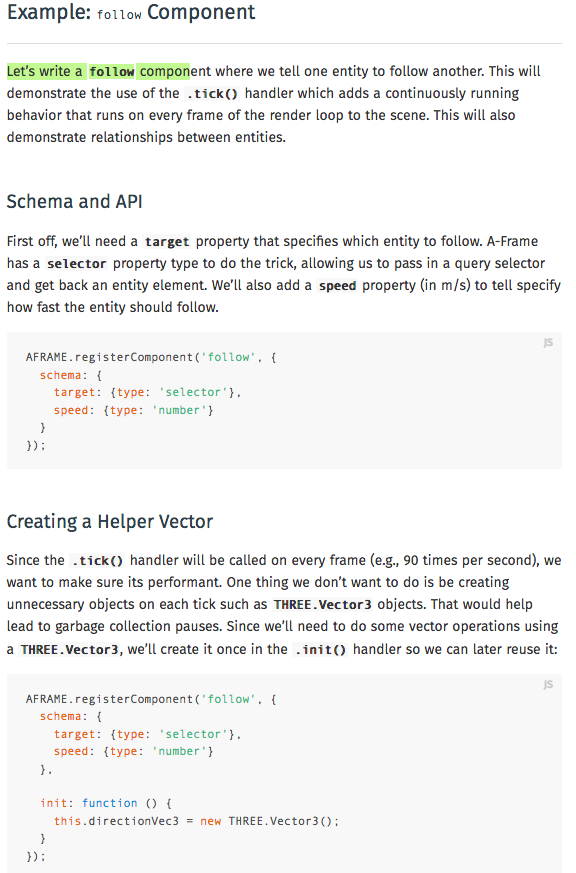 Example: follow Component
Let's write a follow component where we tell one entity to follow another. This will
demonstrate the use of the .tick() handler which adds a continuously running
behavior that runs on every frame of the render loop to the scene. This will also
demonstrate relationships between entities.
Schema and API
First off, we'll need a target property that specifies which entity to follow. A-Frame
has a selector property type to do the trick, allowing us to pass in a query selector
and get back an entity element. We'll also add a speed property (in m/s) to tell specify
how fast the entity should follow.
JS
AFRAME.registerComponent('follow', {
  schema: {
    target: {type: 'selector'},
    speed: {type: 'number'}
  }
});
Creating a Helper Vector
Since the .tick() handler will be called on every frame (e.g., 90 times per second), we
want to make sure its performant. One thing we don't want to do is be creating
unnecessary objects on each tick such as THREE.Vector3 objects. That would help
lead to garbage collection pauses. Since we'll need to do some vector operations using
a THREE.Vector3, we'll create it once in the .init() handler so we can later reuse it:
JS
AFRAME.registerComponent('follow', {
  schema: {
    target: {type: 'selector'},
    speed: {type: 'number'}
  },
  init: function () {
    this.directionVec3 = new THREE.Vector3();
  }
});